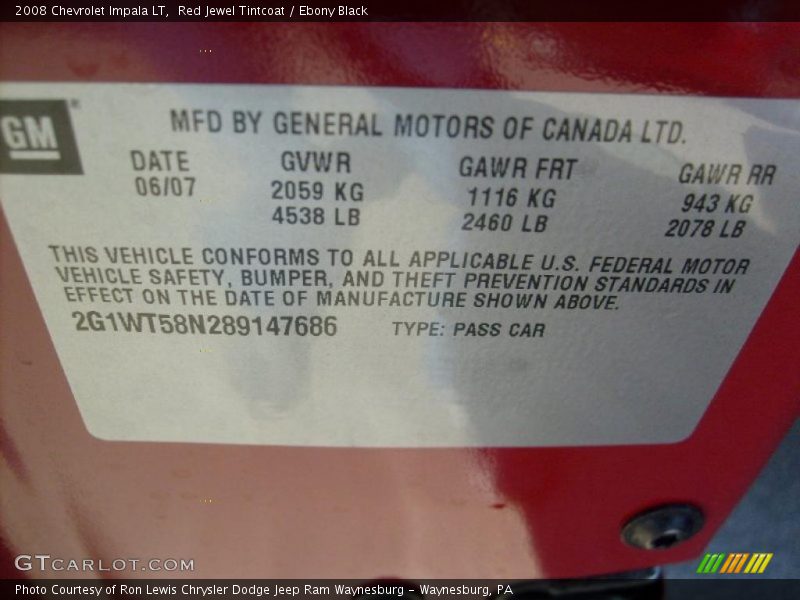 2008 Chevrolet Impala LT,  Red Jewel Tintcoat / Ebony Black
GM
MFD BY GENERAL MOTORS OF CANADA LTD.
DATE GVWR GAWR FRT GAWR RR
06/07 2059 KG 1116 KG 943 KG
4538 LB 2460 LB 2078 LB
THIS VEHICLE CONFORMS TO ALL APPLICABLE U.S. FEDERAL MOTOR
VEHICLE SAFETY, BUMPER, AND THEFT PREVENTION STANDARDS IN
EFFECT ON THE DATE OF MANUFACTURE SHOWN ABOVE.
2G1WT58N289147686 TYPE: PASS CAR
GTCARLOT.COM
Photo Courtesy of Ron Lewis Chrysler Dodge Jeep Ram Waynesburg - Waynesburg, PA